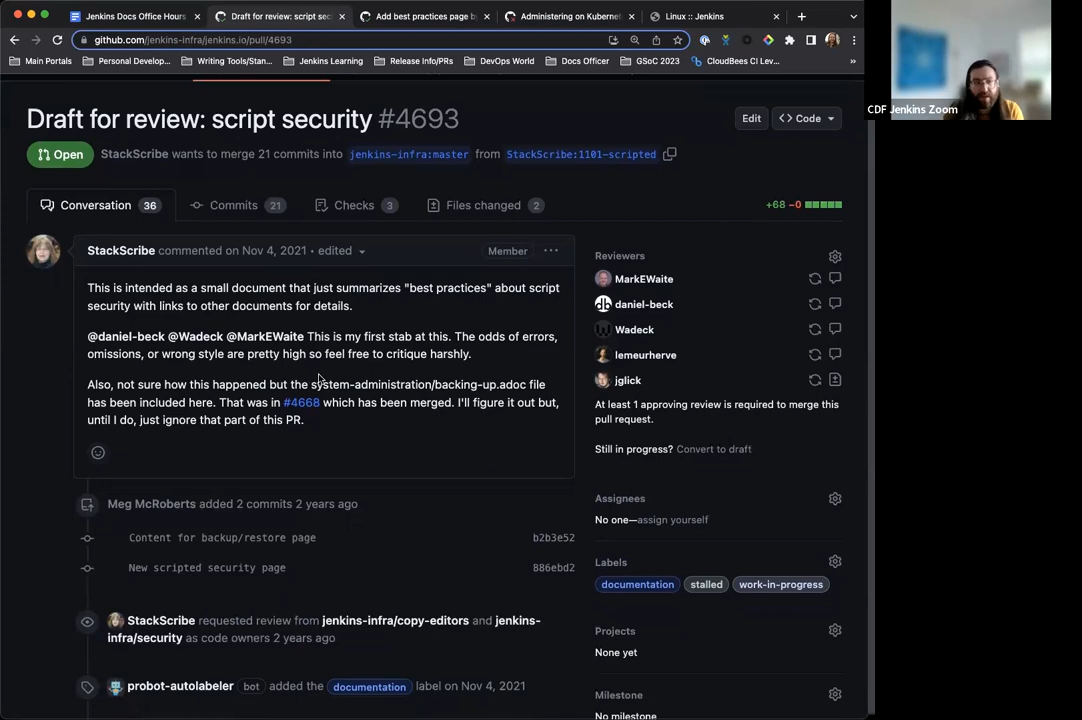 Jenkins Docs Office Hours
Draft for review: script sec
Add best practices page by
Administering on Kubernet
Linux :: Jenkins
github.com/jenkins-infra/jenkins.io/pull/4693
Main Portals
Personal Develop...
Writing Tools/Stan...
Jenkins Learning
Release Info/PRs
DevOps World
Docs Officer
GSoC 2023
CloudBees CI Lev...
»
CDF Jenkins Zoom
Draft for review: script security #4693
Edit
<> Code
Open
StackScribe wants to merge 21 commits into jenkins-infra:master from StackScribe:1101-scripted
Conversation 36
Commits 21
Checks 3
Files changed 2
+68 −0
StackScribe commented on Nov 4, 2021 • edited
Member
This is intended as a small document that just summarizes "best practices" about script
security with links to other documents for details.
@daniel-beck @Wadeck @MarkEWaite This is my first stab at this. The odds of errors,
omissions, or wrong style are pretty high so feel free to critique harshly.
Also, not sure how this happened but the system-administration/backing-up.adoc file
has been included here. That was in #4668 which has been merged. I'll figure it out but,
until I do, just ignore that part of this PR.
Meg McRoberts added 2 commits 2 years ago
Content for backup/restore page b2b3e52
New scripted security page 886ebd2
StackScribe requested review from jenkins-infra/copy-editors and jenkins-
infra/security as code owners 2 years ago
probot-autolabeler bot added the documentation label on Nov 4, 2021
Reviewers
MarkEWaite
daniel-beck
Wadeck
lemeurherve
jglick
At least 1 approving review is required to merge this
pull request.
Still in progress? Convert to draft
Assignees
No one—assign yourself
Labels
documentation stalled work-in-progress
Projects
None yet
Milestone
No milestone